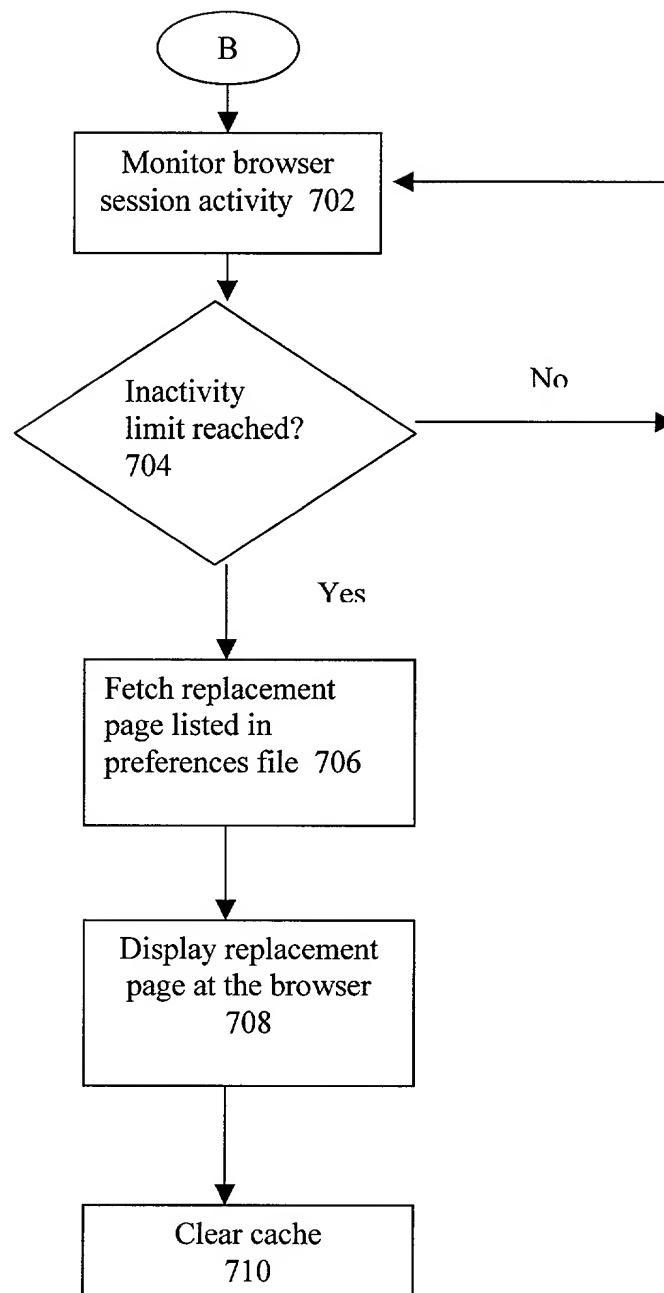 B
Monitor browser
session activity 702
Inactivity
limit reached?
704
No
Yes
Fetch replacement
page listed in
preferences file 706
Display replacement
page at the browser
708
Clear cache
710